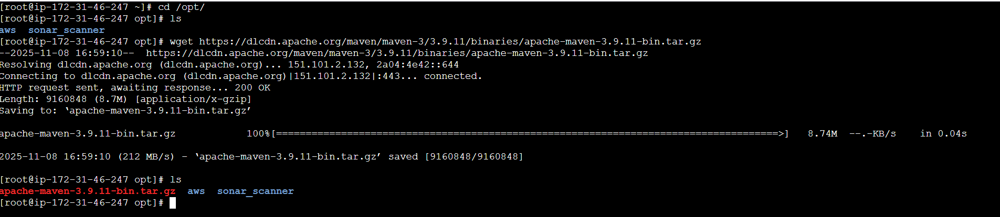 [root@ip-172-31-46-247 ~]# cd /opt/
[root@ip-172-31-46-247 opt]# ls
aws  sonar_scanner
[root@ip-172-31-46-247 opt]# wget https://dlcdn.apache.org/maven/maven-3/3.9.11/binaries/apache-maven-3.9.11-bin.tar.gz
--2025-11-08 16:59:10--  https://dlcdn.apache.org/maven/maven-3/3.9.11/binaries/apache-maven-3.9.11-bin.tar.gz
Resolving dlcdn.apache.org (dlcdn.apache.org)... 151.101.2.132, 2a04:4e42::644
Connecting to dlcdn.apache.org (dlcdn.apache.org)|151.101.2.132|:443... connected.
HTTP request sent, awaiting response... 200 OK
Length: 9160848 (8.7M) [application/x-gzip]
Saving to: ‘apache-maven-3.9.11-bin.tar.gz’
apache-maven-3.9.11-bin.tar.gz            100%[=====================================================================================>]   8.74M  --.-KB/s    in 0.04s
2025-11-08 16:59:10 (212 MB/s) - ‘apache-maven-3.9.11-bin.tar.gz’ saved [9160848/9160848]
[root@ip-172-31-46-247 opt]# ls
apache-maven-3.9.11-bin.tar.gz  aws  sonar_scanner
[root@ip-172-31-46-247 opt]#